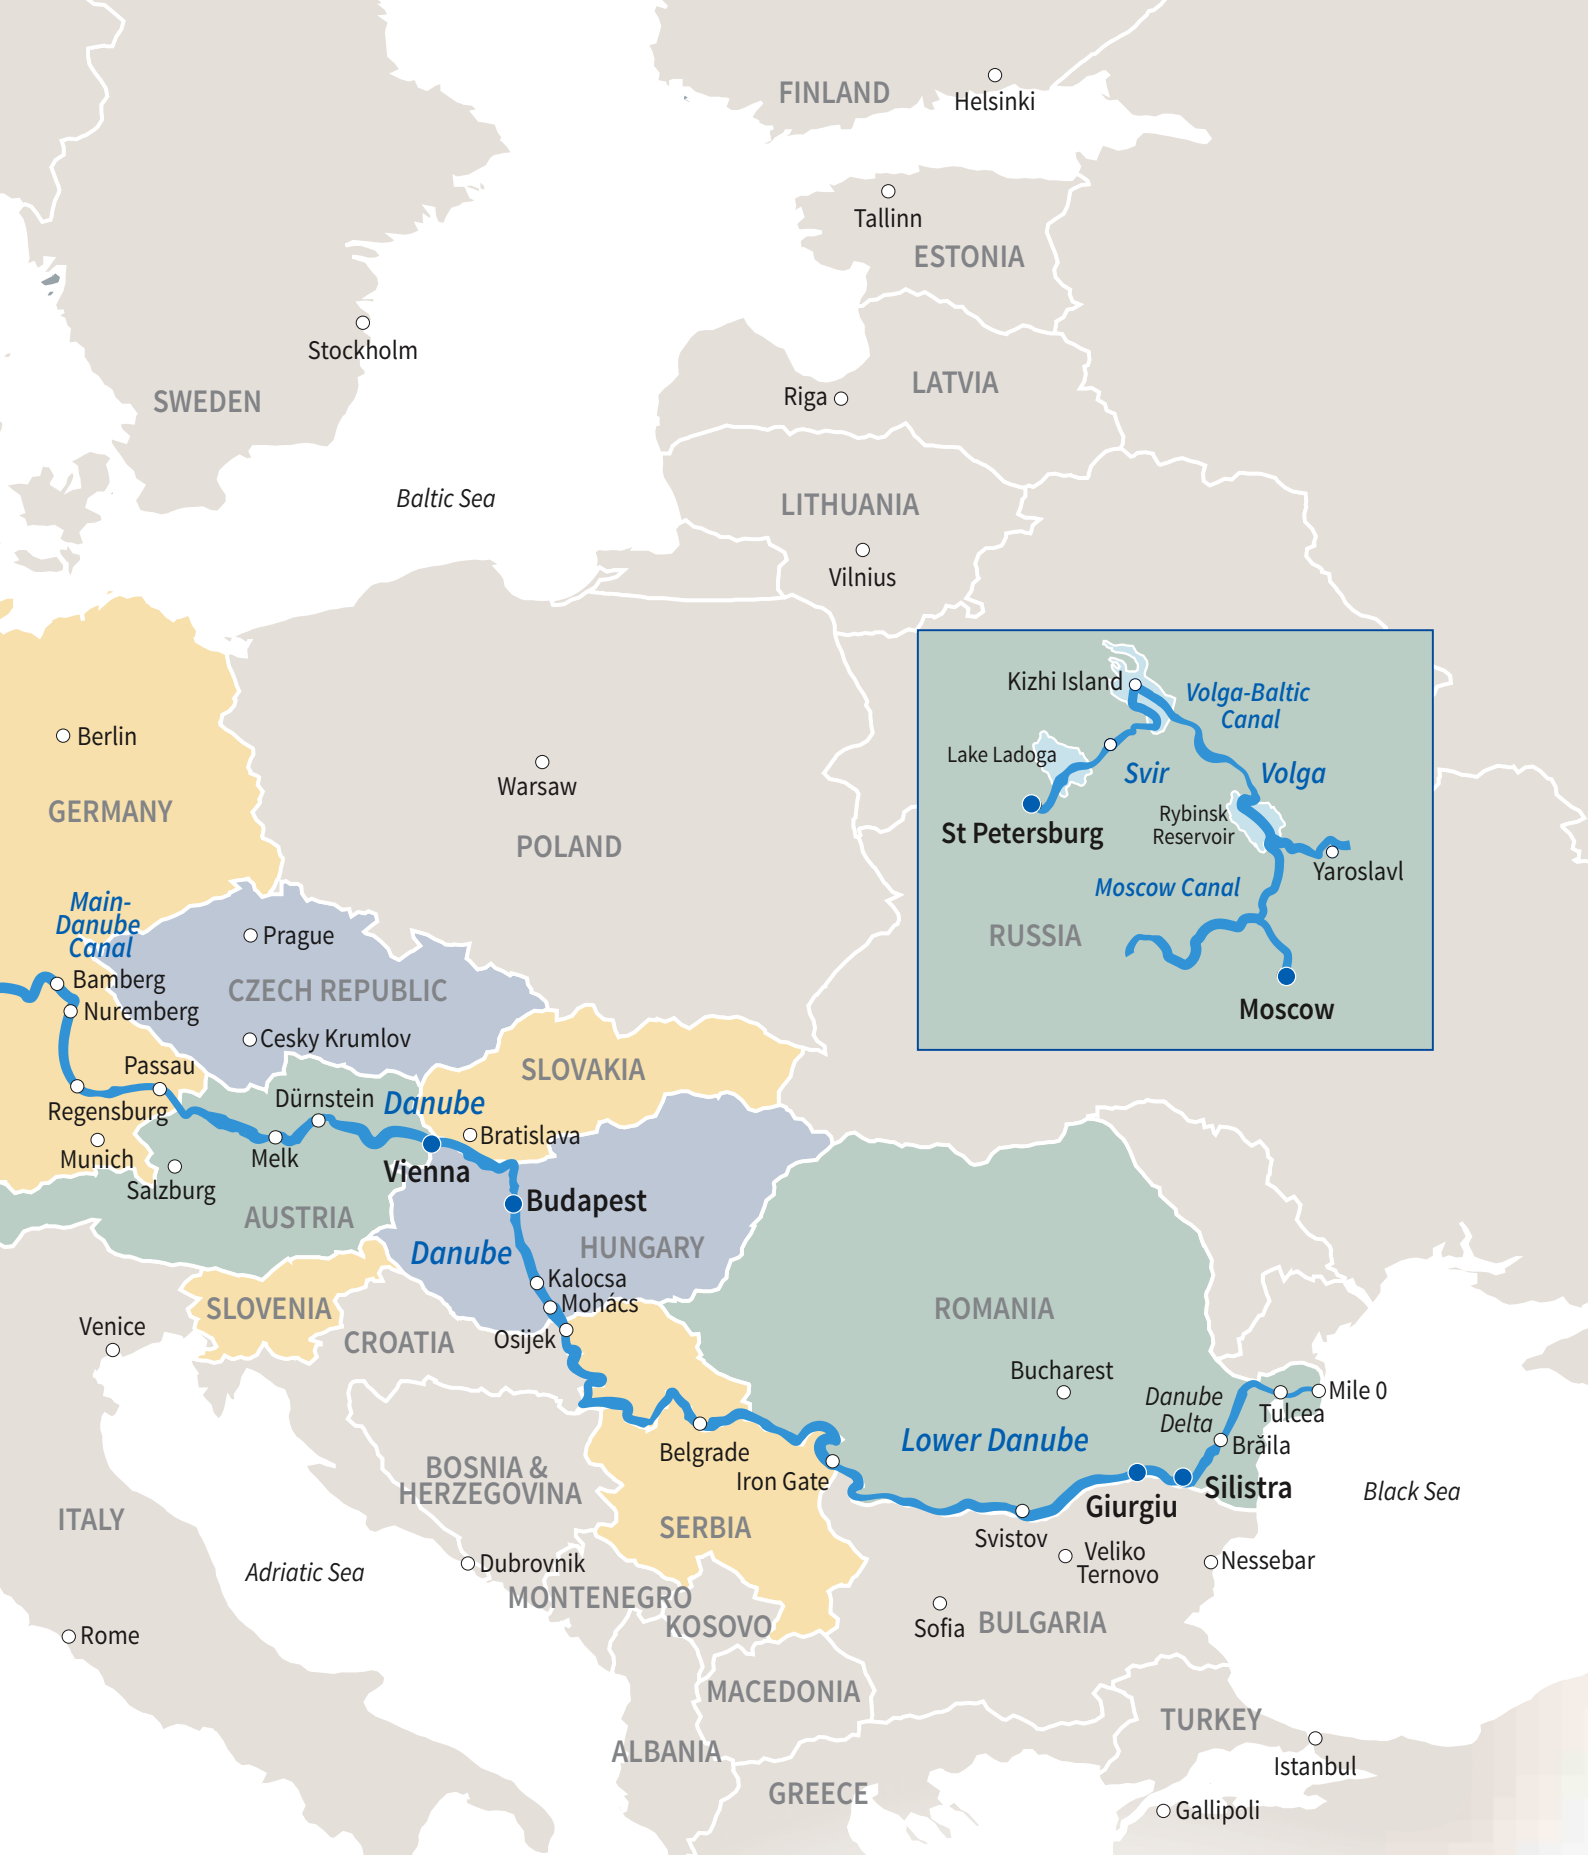 FINLAND
Helsinki
Tallinn
ESTONIA
Stockholm
SWEDEN
Riga
LATVIA
Baltic Sea
LITHUANIA
Vilnius
Berlin
GERMANY
Warsaw
POLAND
Kizhi Island
Volga-Baltic
Canal
Lake Ladoga
Svir
Volga
St Petersburg
Rybinsk
Reservoir
Yaroslavl
Moscow Canal
RUSSIA
Moscow
Main-
Danube
Canal
Bamberg
Nuremberg
Prague
CZECH REPUBLIC
Cesky Krumlov
Passau
Regensburg
Munich
Dürnstein
Danube
SLOVAKIA
Bratislava
Melk
Vienna
Salzburg
AUSTRIA
Budapest
Danube
HUNGARY
Kalocsa
Mohács
Osijek
SLOVENIA
CROATIA
Venice
ROMANIA
Bucharest
Danube
Delta
Mile 0
Tulcea
Brăila
Lower Danube
Belgrade
Iron Gate
Silistra
Giurgiu
Black Sea
BOSNIA &
HERZEGOVINA
ITALY
SERBIA
Svistov
Veliko
Ternovo
Nessebar
Adriatic Sea
Dubrovnik
MONTENEGRO
KOSOVO
Sofia
BULGARIA
Rome
MACEDONIA
TURKEY
ALBANIA
Istanbul
GREECE
Gallipoli